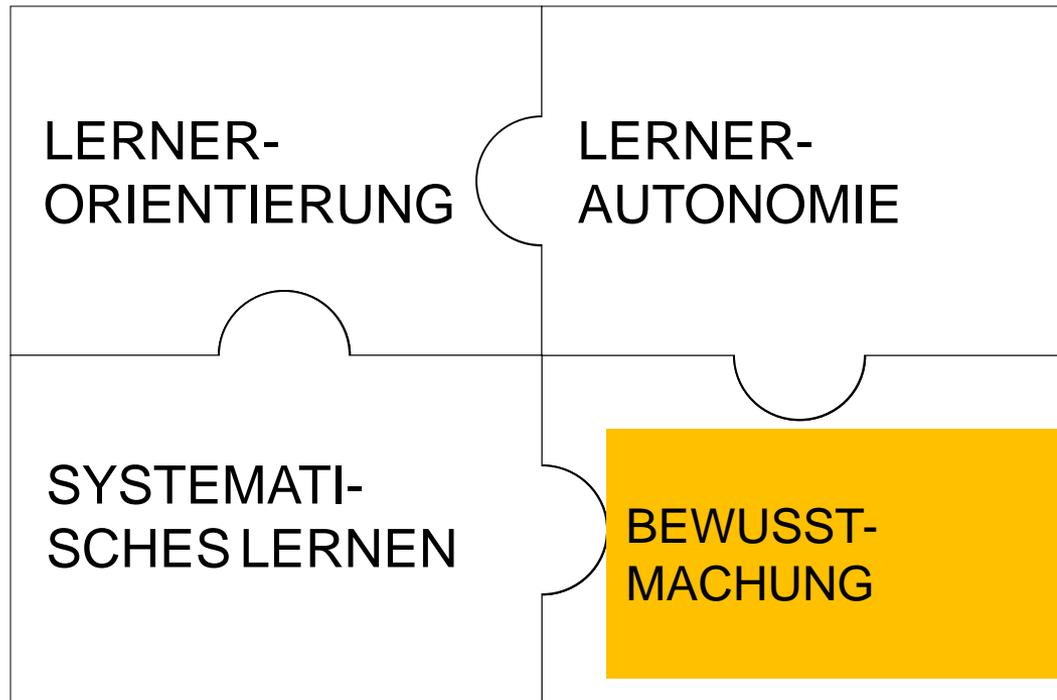 LERNER-
ORIENTIERUNG
LERNER-
AUTONOMIE
SYSTEMATI-
SCHES LERNEN
BEWUSST-
MACHUNG